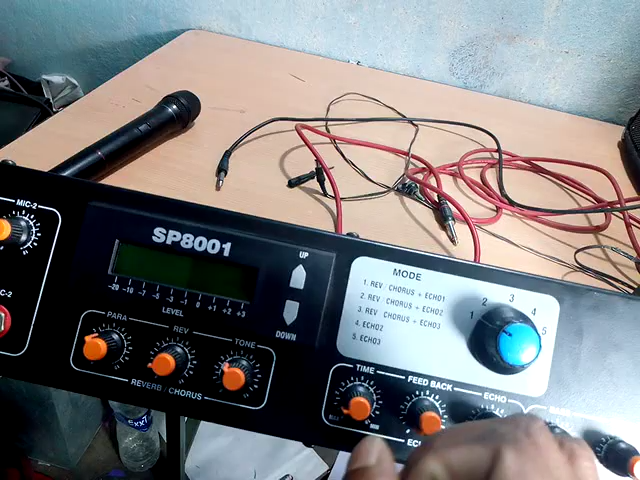 MIC-2
SP8001
-20 -10 -7 -5 -3 -1 0 +1 +2 +3
LEVEL
UP
DOWN
PARA REV TONE
REVERB / CHORUS
MODE
1. REV / CHORUS + ECHO1
2. REV / CHORUS + ECHO2
3. REV / CHORUS + ECHO3
4. ECHO2
5. ECHO3
1 2 3 4 5
TIME FEED BACK ECHO